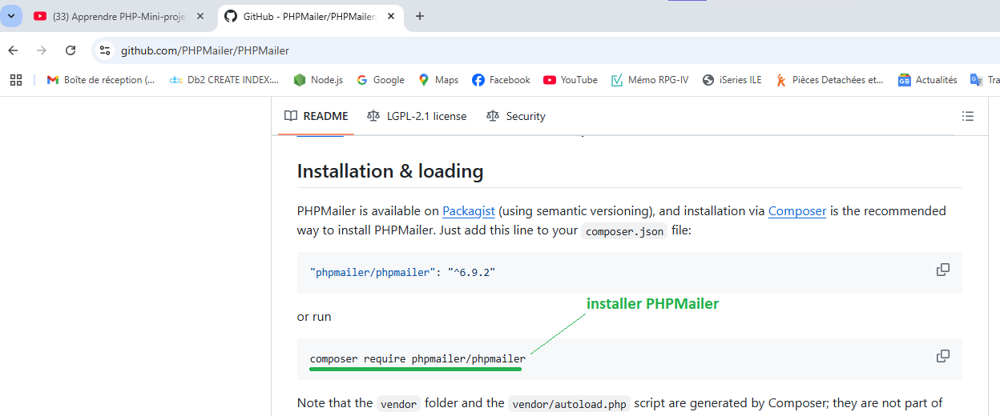 (33) Apprendre PHP-Mini-proje
GitHub - PHPMailer/PHPMailer:
github.com/PHPMailer/PHPMailer
Boîte de réception (... Db2 CREATE INDEX:... Node.js Google Maps Facebook YouTube Mémo RPG-IV iSeries ILE Pièces Detachées et... Actualités Tra
README LGPL-2.1 license Security
Installation & loading
PHPMailer is available on Packagist (using semantic versioning), and installation via Composer is the recommended
way to install PHPMailer. Just add this line to your composer.json file:
"phpmailer/phpmailer": "^6.9.2"
installer PHPMailer
or run
composer require phpmailer/phpmailer
Note that the vendor folder and the vendor/autoload.php script are generated by Composer; they are not part of